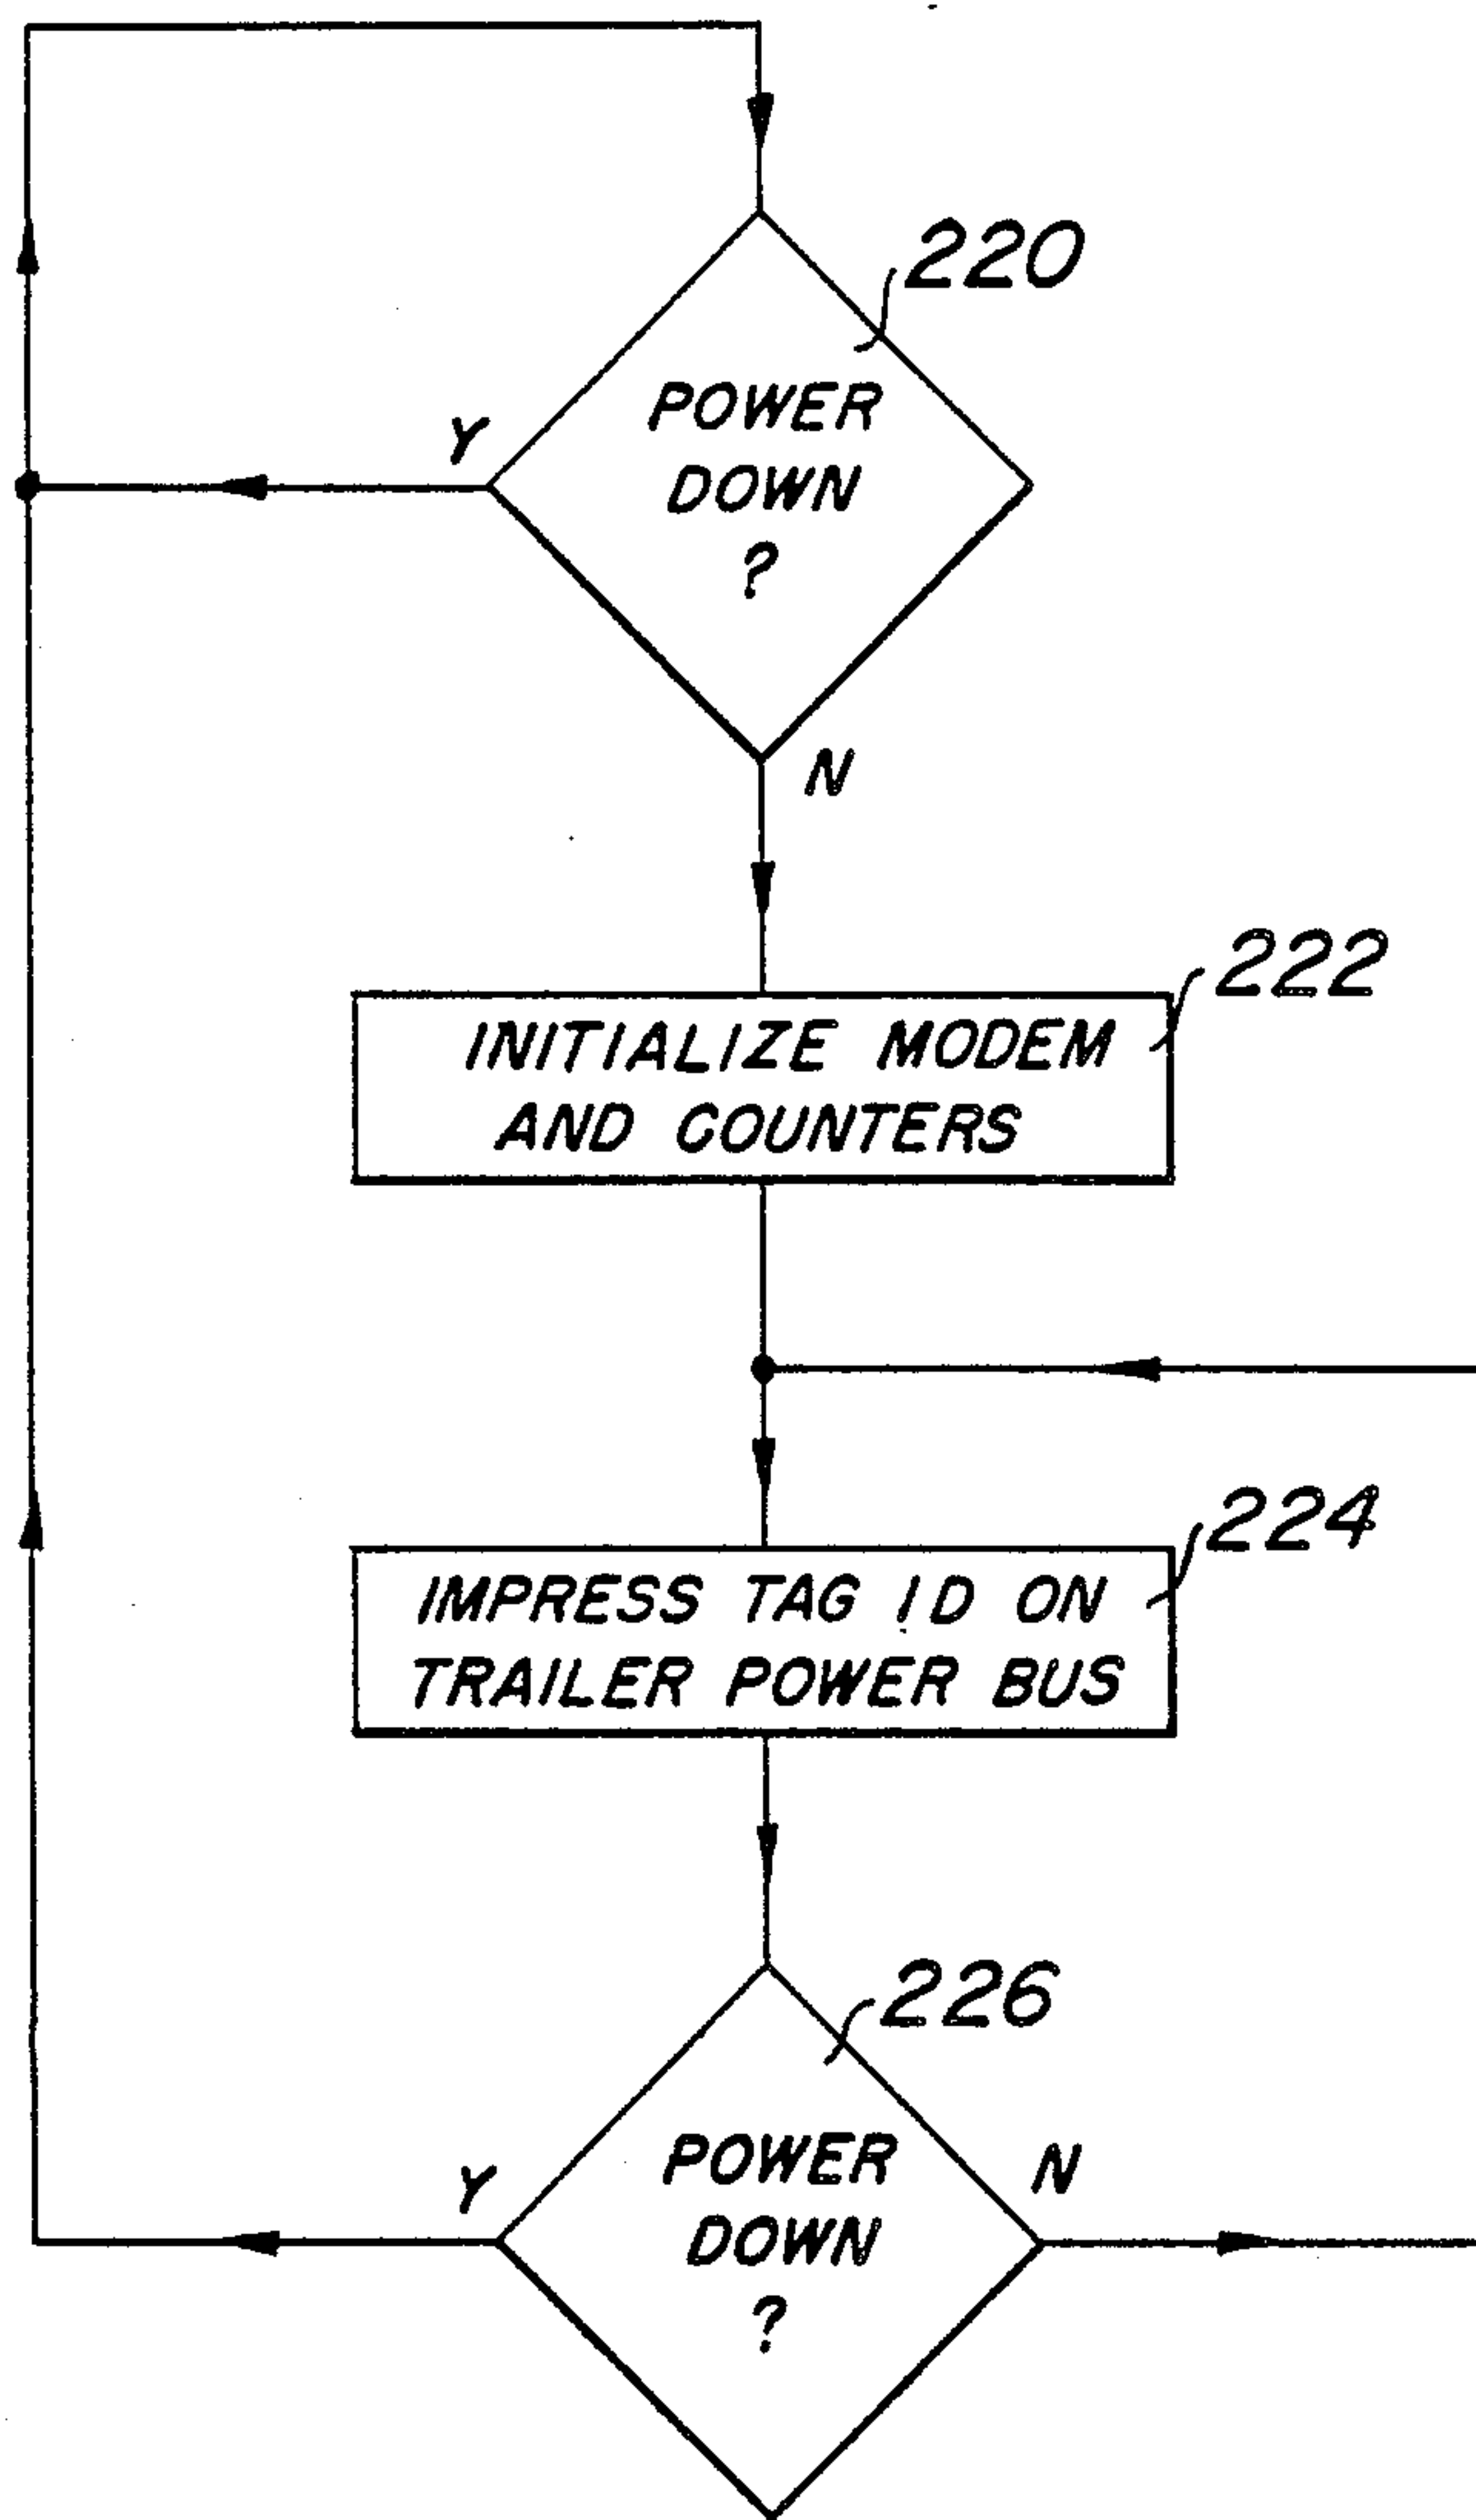 220
POWER
DOWN
?
Y
N
222
INITIALIZE MODEM
AND COUNTERS
224
IMPRESS TAG ID ON
TRAILER POWER BUS
226
POWER
DOWN
?
Y
N